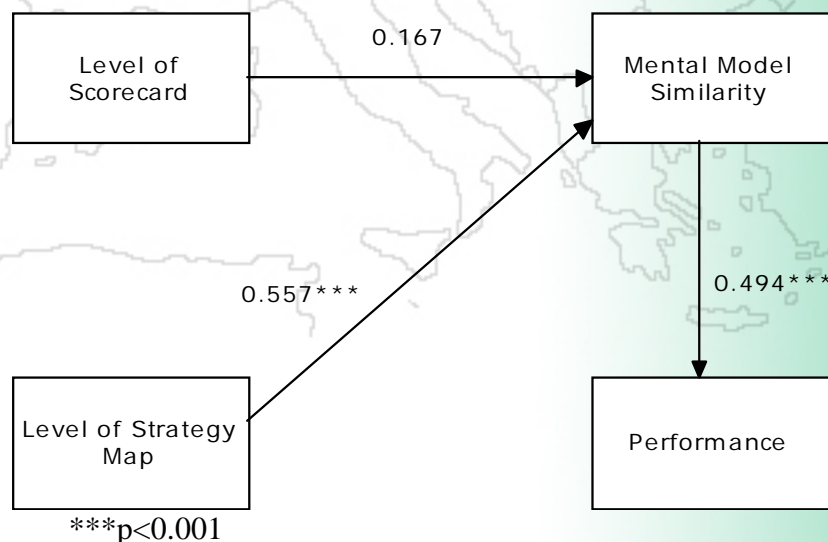 0.167
Level of
Scorecard
Mental Model
Similarity
0.557***
0.494***
Level of Strategy
Map
Performance
***p<0.001